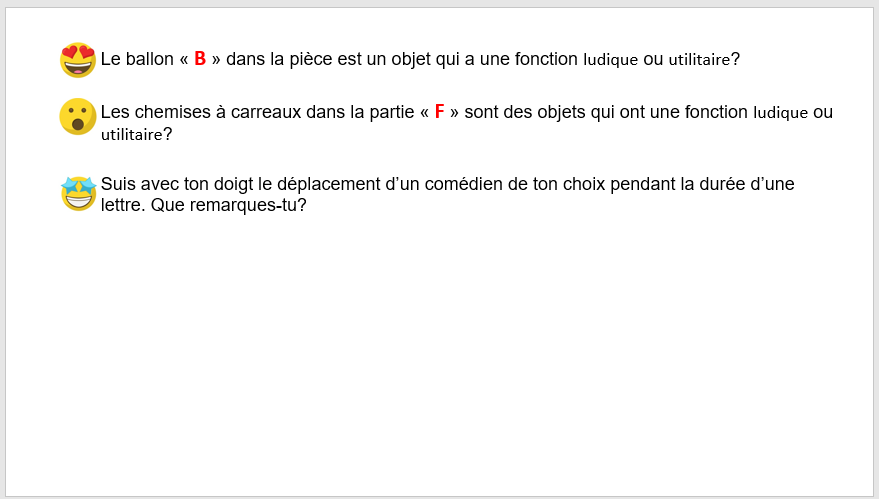 Le ballon « B » dans la pièce est un objet qui a une fonction ludique ou utilitaire?
Les chemises à carreaux dans la partie « F » sont des objets qui ont une fonction ludique ou
utilitaire?
Suis avec ton doigt le déplacement d’un comédien de ton choix pendant la durée d’une
lettre. Que remarques-tu?